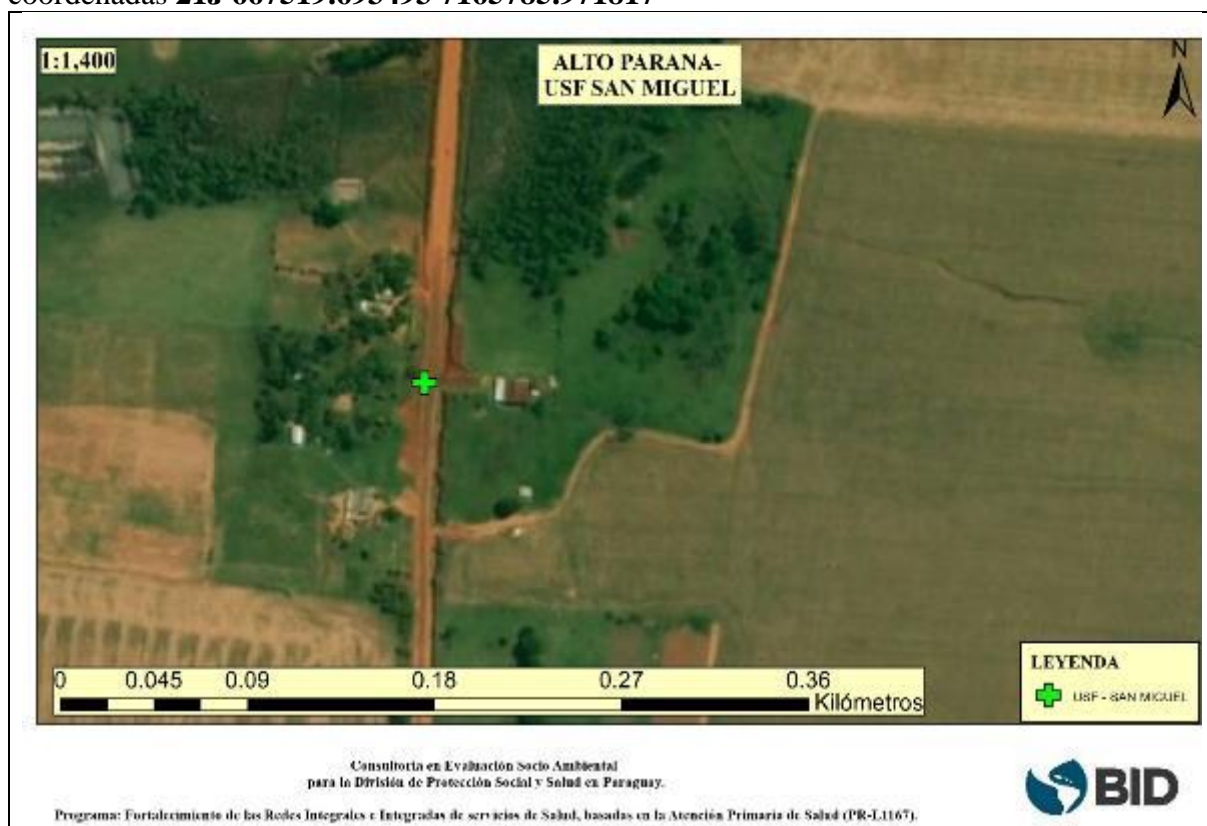 coordenadas
1:1,400
ALTO PARANA-
USF SAN MIGUEL
N
0 0.045 0.09 0.18 0.27 0.36
Kilómetros
LEYENDA
USF - SAN MIGUEL
Consultoria en Evaluación Socio Ambiental
para la División de Protección Social y Salud en Paraguay.
BID
Programa: Fortalecimiento de las Redes Integrales e Integradas de servicios de Salud, basadas en la Atención Primaria de Salud (PR-L1167).